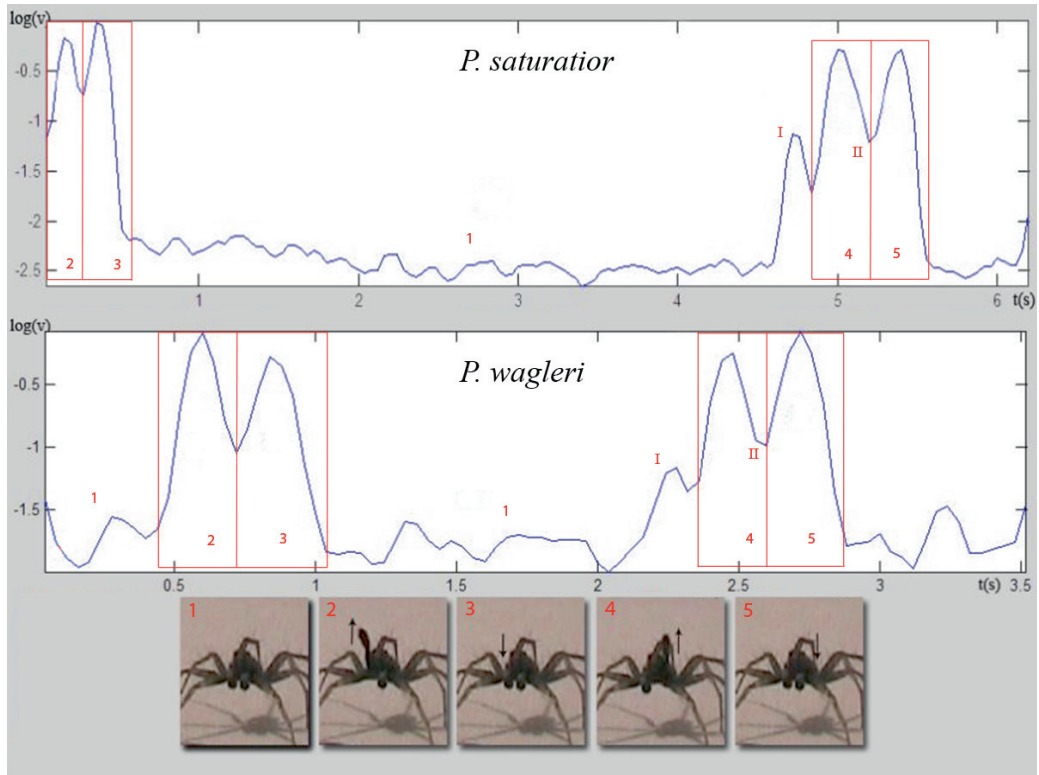 log(v)
P. saturatior
-0.5
-1
I
-1.5
II
-2
1
2 3
4 5
-2.5
1 2 3 4 5 6 t(s)
log(v)
P. wagleri
-0.5
-1
I
II
1
1
-1.5
2 3
4 5
0.5 1 1.5 2 2.5 3 t(s) 3.5
1 2 3 4 5